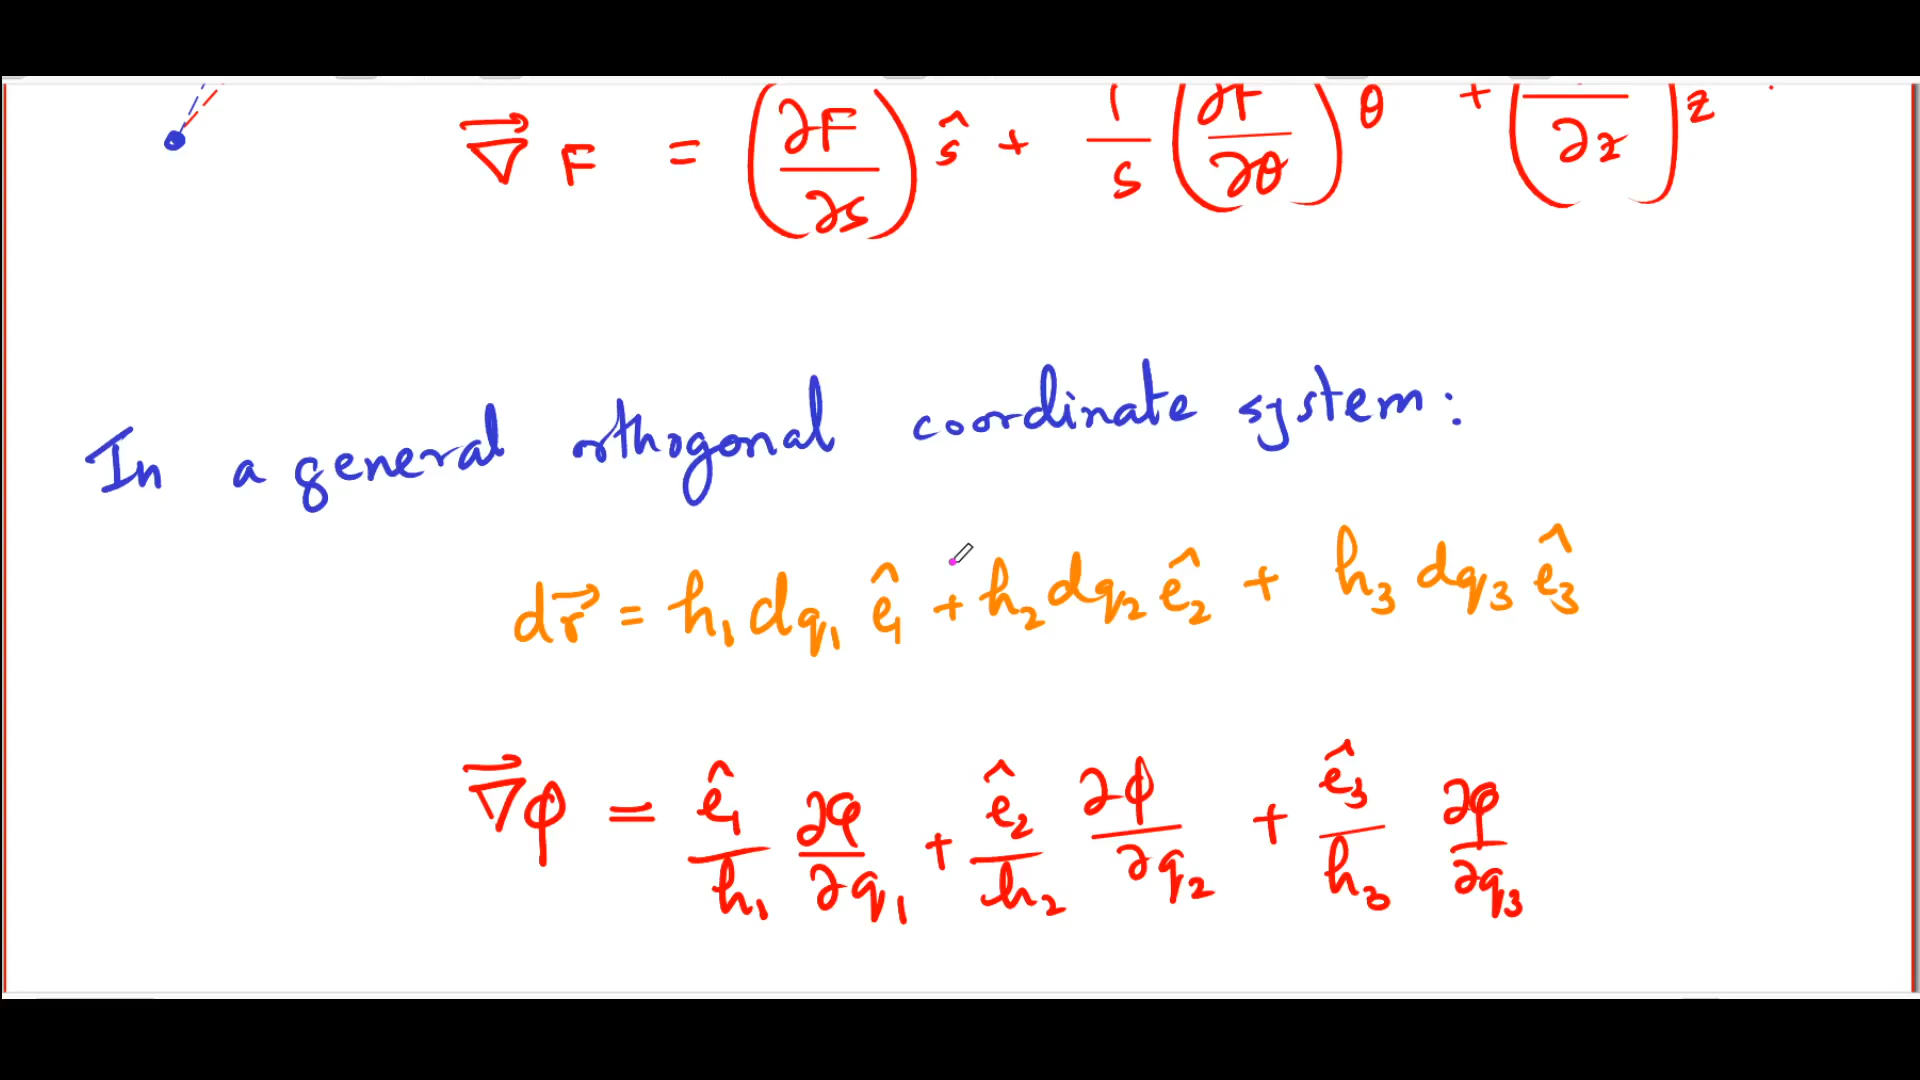 ∇⃗F = (∂F/∂s) ŝ + 1/s (∂F/∂θ) θ + ( /∂z) z
In a general orthogonal coordinate system:
dr⃗ = h₁dq₁ ê₁ + h₂dq₂ ê₂ + h₃ dq₃ ê₃
∇⃗φ = ê₁/h₁ ∂φ/∂q₁ + ê₂/h₂ ∂φ/∂q₂ + ê₃/h₃ ∂φ/∂q₃